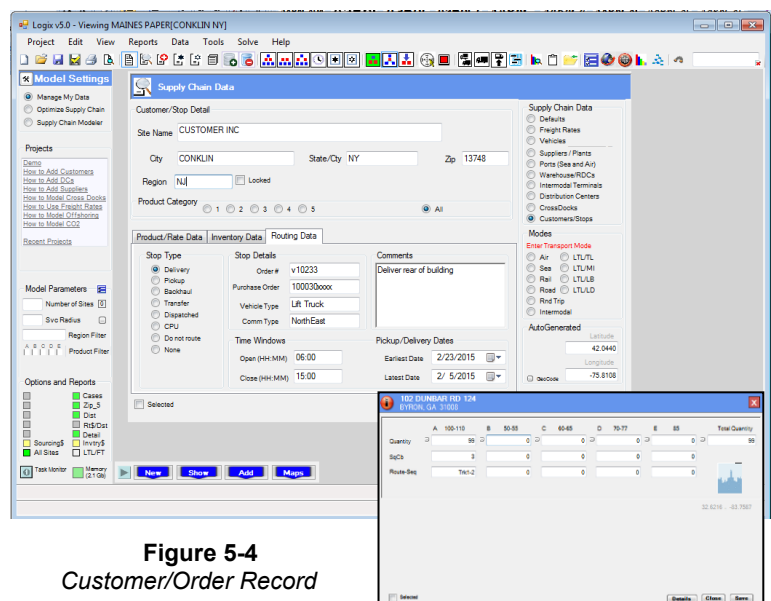 Logix v5.0 - Viewing MAINES PAPER[CONKLIN NY]
Project Edit View Reports Data Tools Solve Help
Model Settings
Manage My Data
Optimize Supply Chain
Supply Chain Modeler
Projects
Demo
How to Add Customers
How to Add DCs
How to Add Suppliers
How to Model Cross Docks
How to Use Freight Rates
How to Model Offshoring
How to Model CO2
Recent Projects
Model Parameters
Number of Sites 0
Svc Radius
Region Filter
A B C D E
Product Filter
Options and Reports
Cases
Zip_5
Dist
Rt$/Dst
Detail
Sourcing$ Invtry$
All Sites LTL/FT
Task Monitor Memory (2.1 Gb)
Supply Chain Data
Customer/Stop Detail
Site Name CUSTOMER INC
City CONKLIN State/Cty NY Zip 13748
Region NJ Locked
Product Category 1 2 3 4 5 All
Product/Rate Data Inventory Data Routing Data
Stop Type
Delivery
Pickup
Backhaul
Transfer
Dispatched
CPU
Do not route
None
Stop Details
Order # v10233
Purchase Order 100030xxxx
Vehicle Type Lift Truck
Comm Type NorthEast
Comments
Deliver rear of building
Time Windows
Open (HH:MM) 06:00
Close (HH:MM) 15:00
Pickup/Delivery Dates
Earliest Date 2/23/2015
Latest Date 2/ 5/2015
Selected
Supply Chain Data
Defaults
Freight Rates
Vehicles
Suppliers / Plants
Ports (Sea and Air)
Warehouse/RDCs
Intermodal Terminals
Distribution Centers
CrossDocks
Customers/Stops
Modes
Enter Transport Mode
Air LTL/TL
Sea LTL/MI
Rail LTL/LB
Road LTL/LD
Rnd Trip
Intermodal
AutoGenerated
Latitude
42.0440
Longitude
GeoCode -75.8108
New Show Add Maps
102 DUNBAR RD 124
BYRON, GA 31008
A 100-110 B 50-55 C 60-65 D 70-77 E 85 Total Quantity
Quantity 99 0 0 0 0 99
SqCb 3 0 0 0 0
Route-Seq Trk1-2
Selected
Details Close Save
Figure 5-4
Customer/Order Record